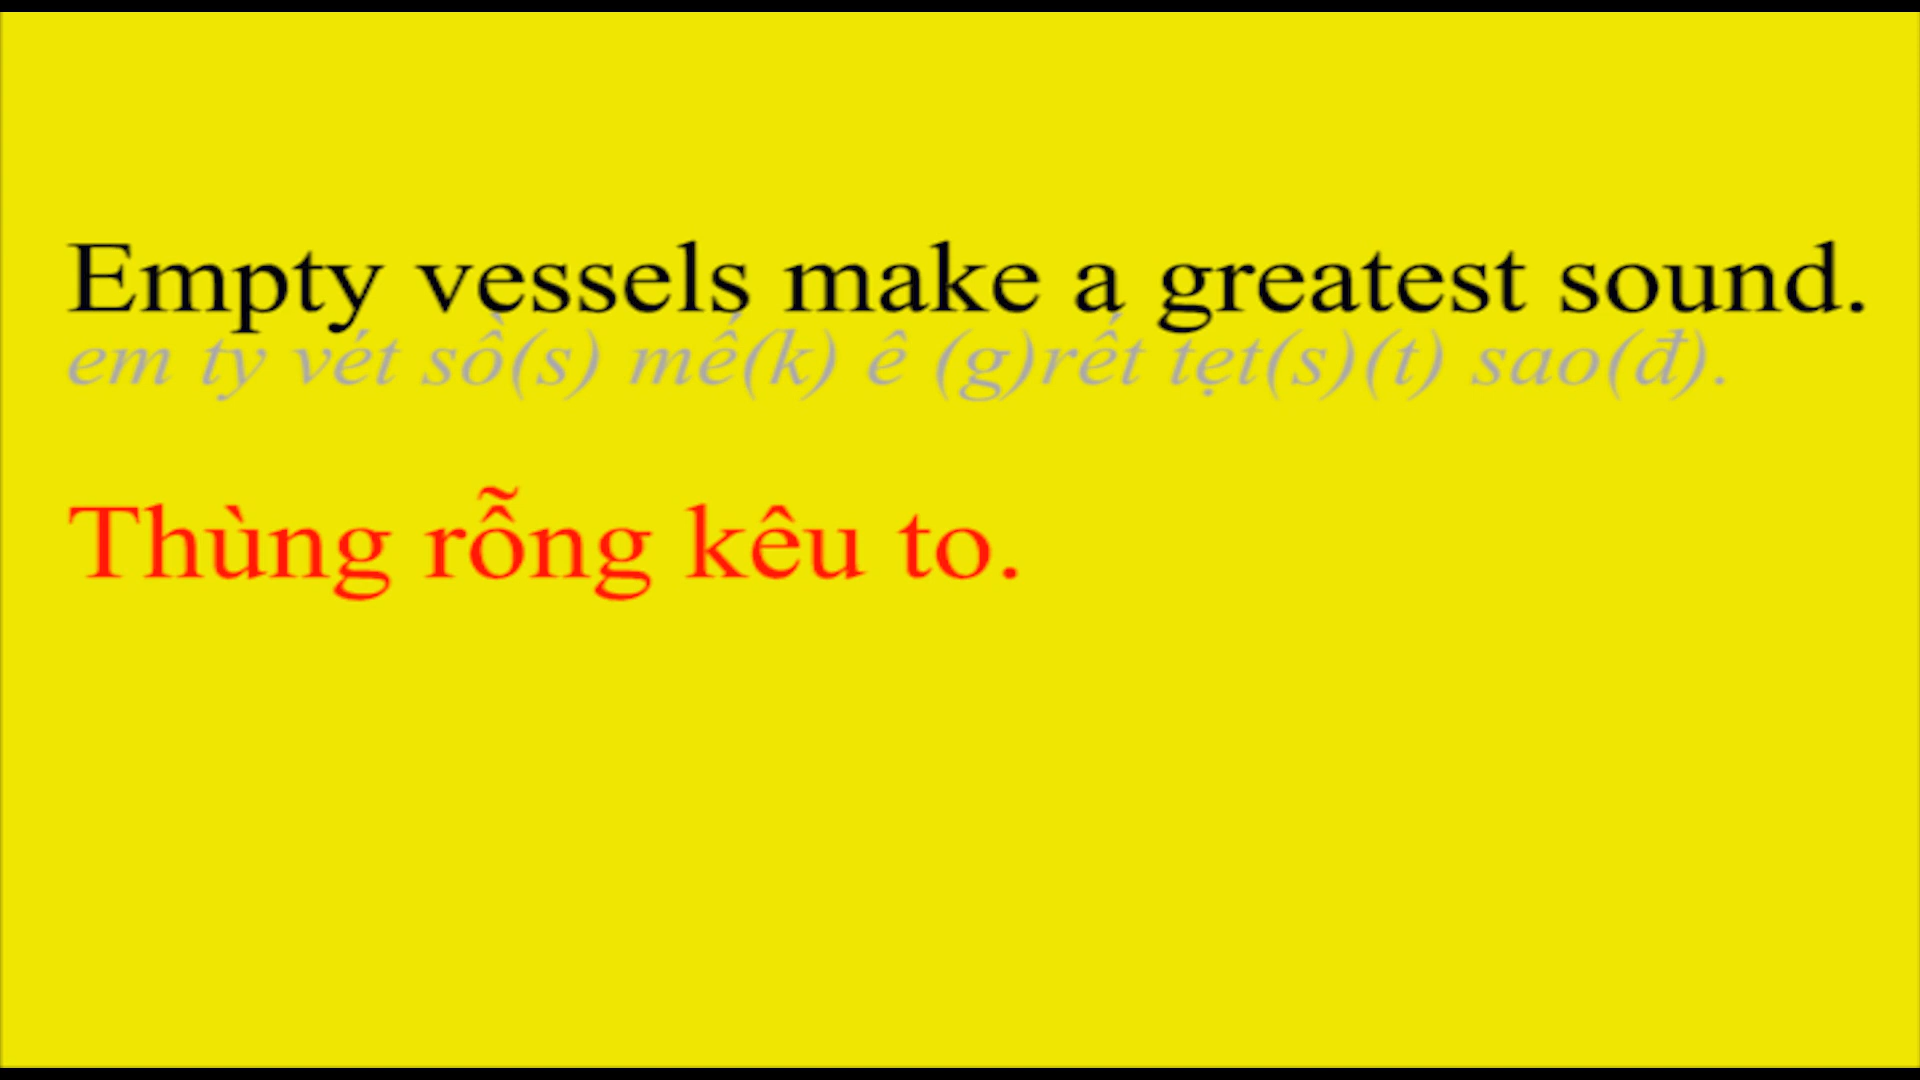 Empty vessels make a greatest sound.
em ty vét sồ(s) mế(k) ê (g)rết tẹt(s)(t) sao(đ).
Thùng rỗng kêu to.